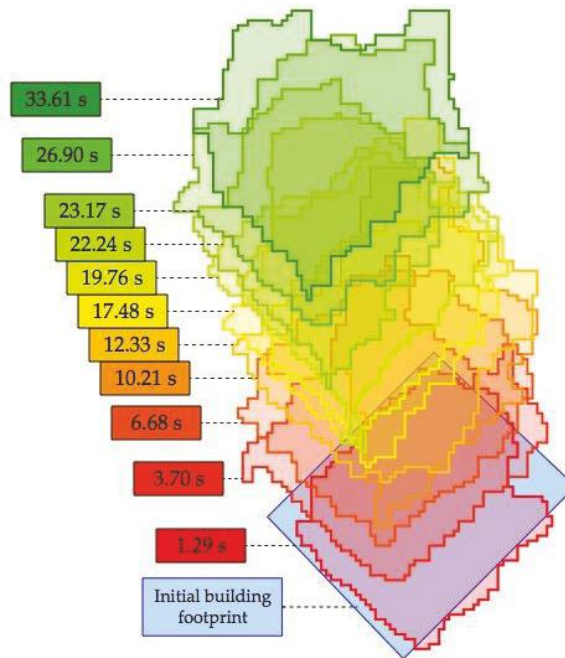 33.61 s
26.90 s
23.17 s
22.24 s
19.76 s
17.48 s
12.33 s
10.21 s
6.68 s
3.70 s
1.29 s
Initial building
footprint